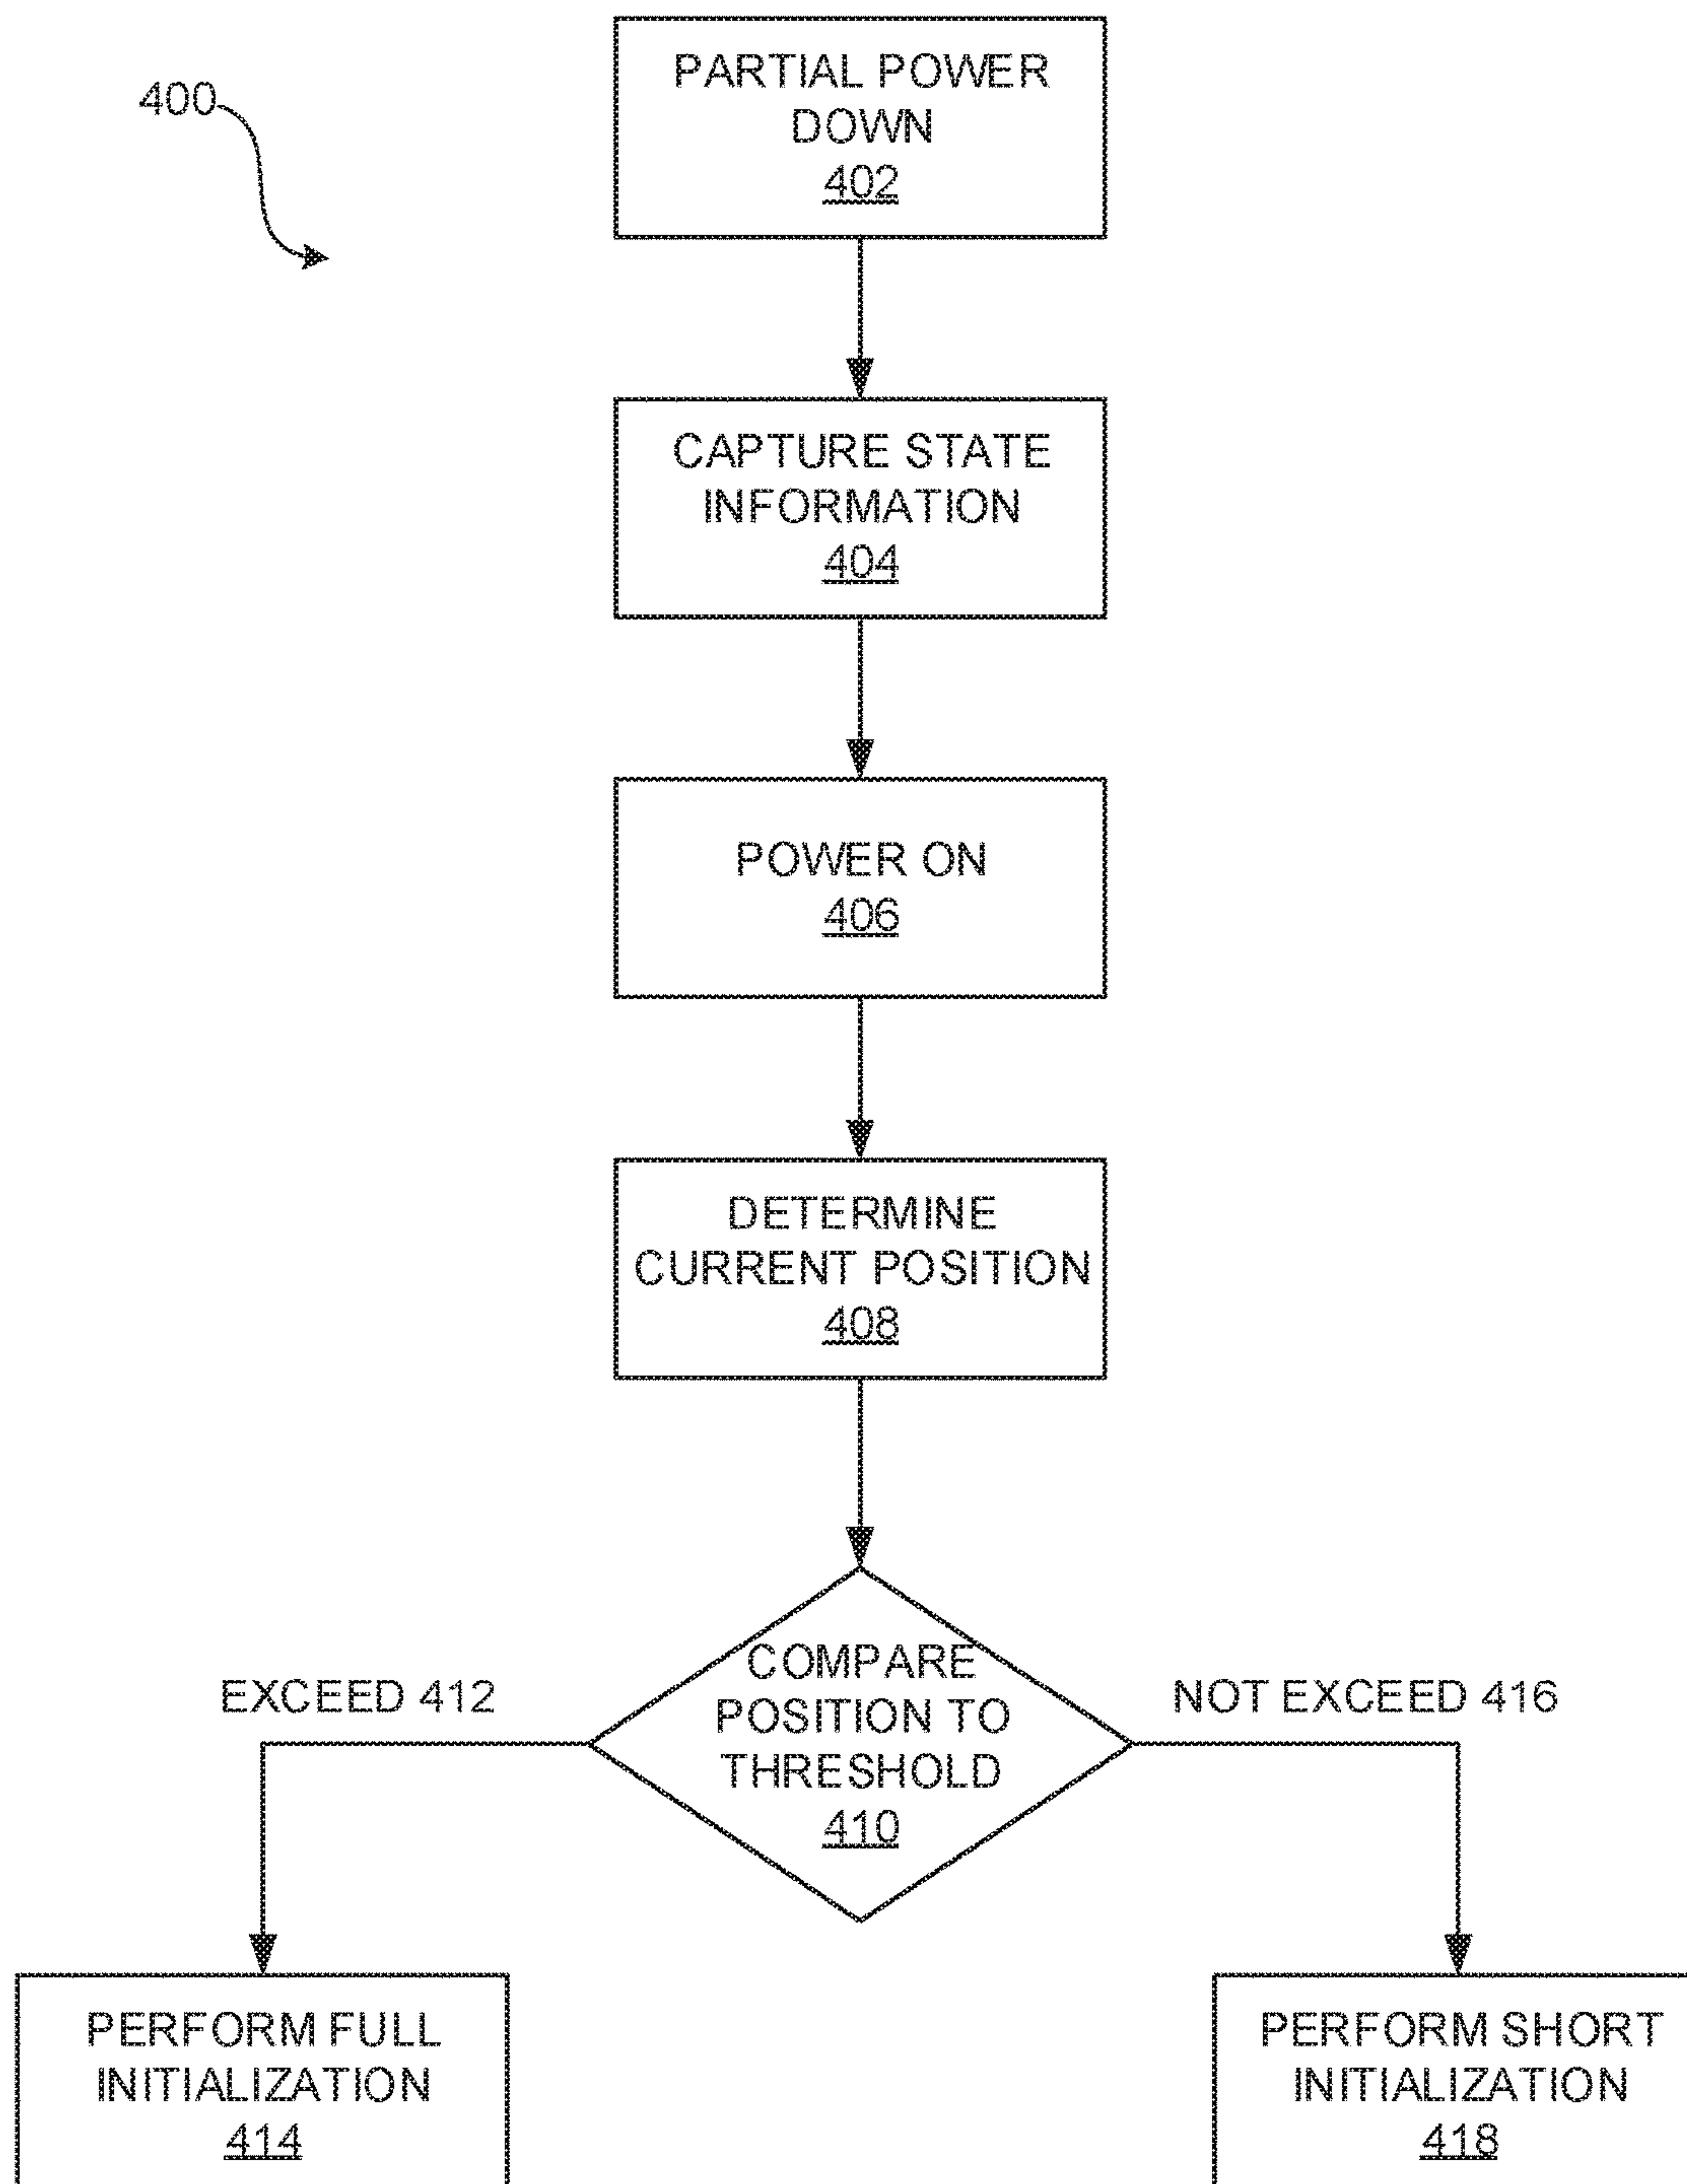 400
PARTIAL POWER
DOWN
402
CAPTURE STATE
INFORMATION
404
POWER ON
406
DETERMINE
CURRENT POSITION
408
COMPARE
POSITION TO
THRESHOLD
410
EXCEED 412
NOT EXCEED 416
PERFORM FULL
INITIALIZATION
414
PERFORM SHORT
INITIALIZATION
418